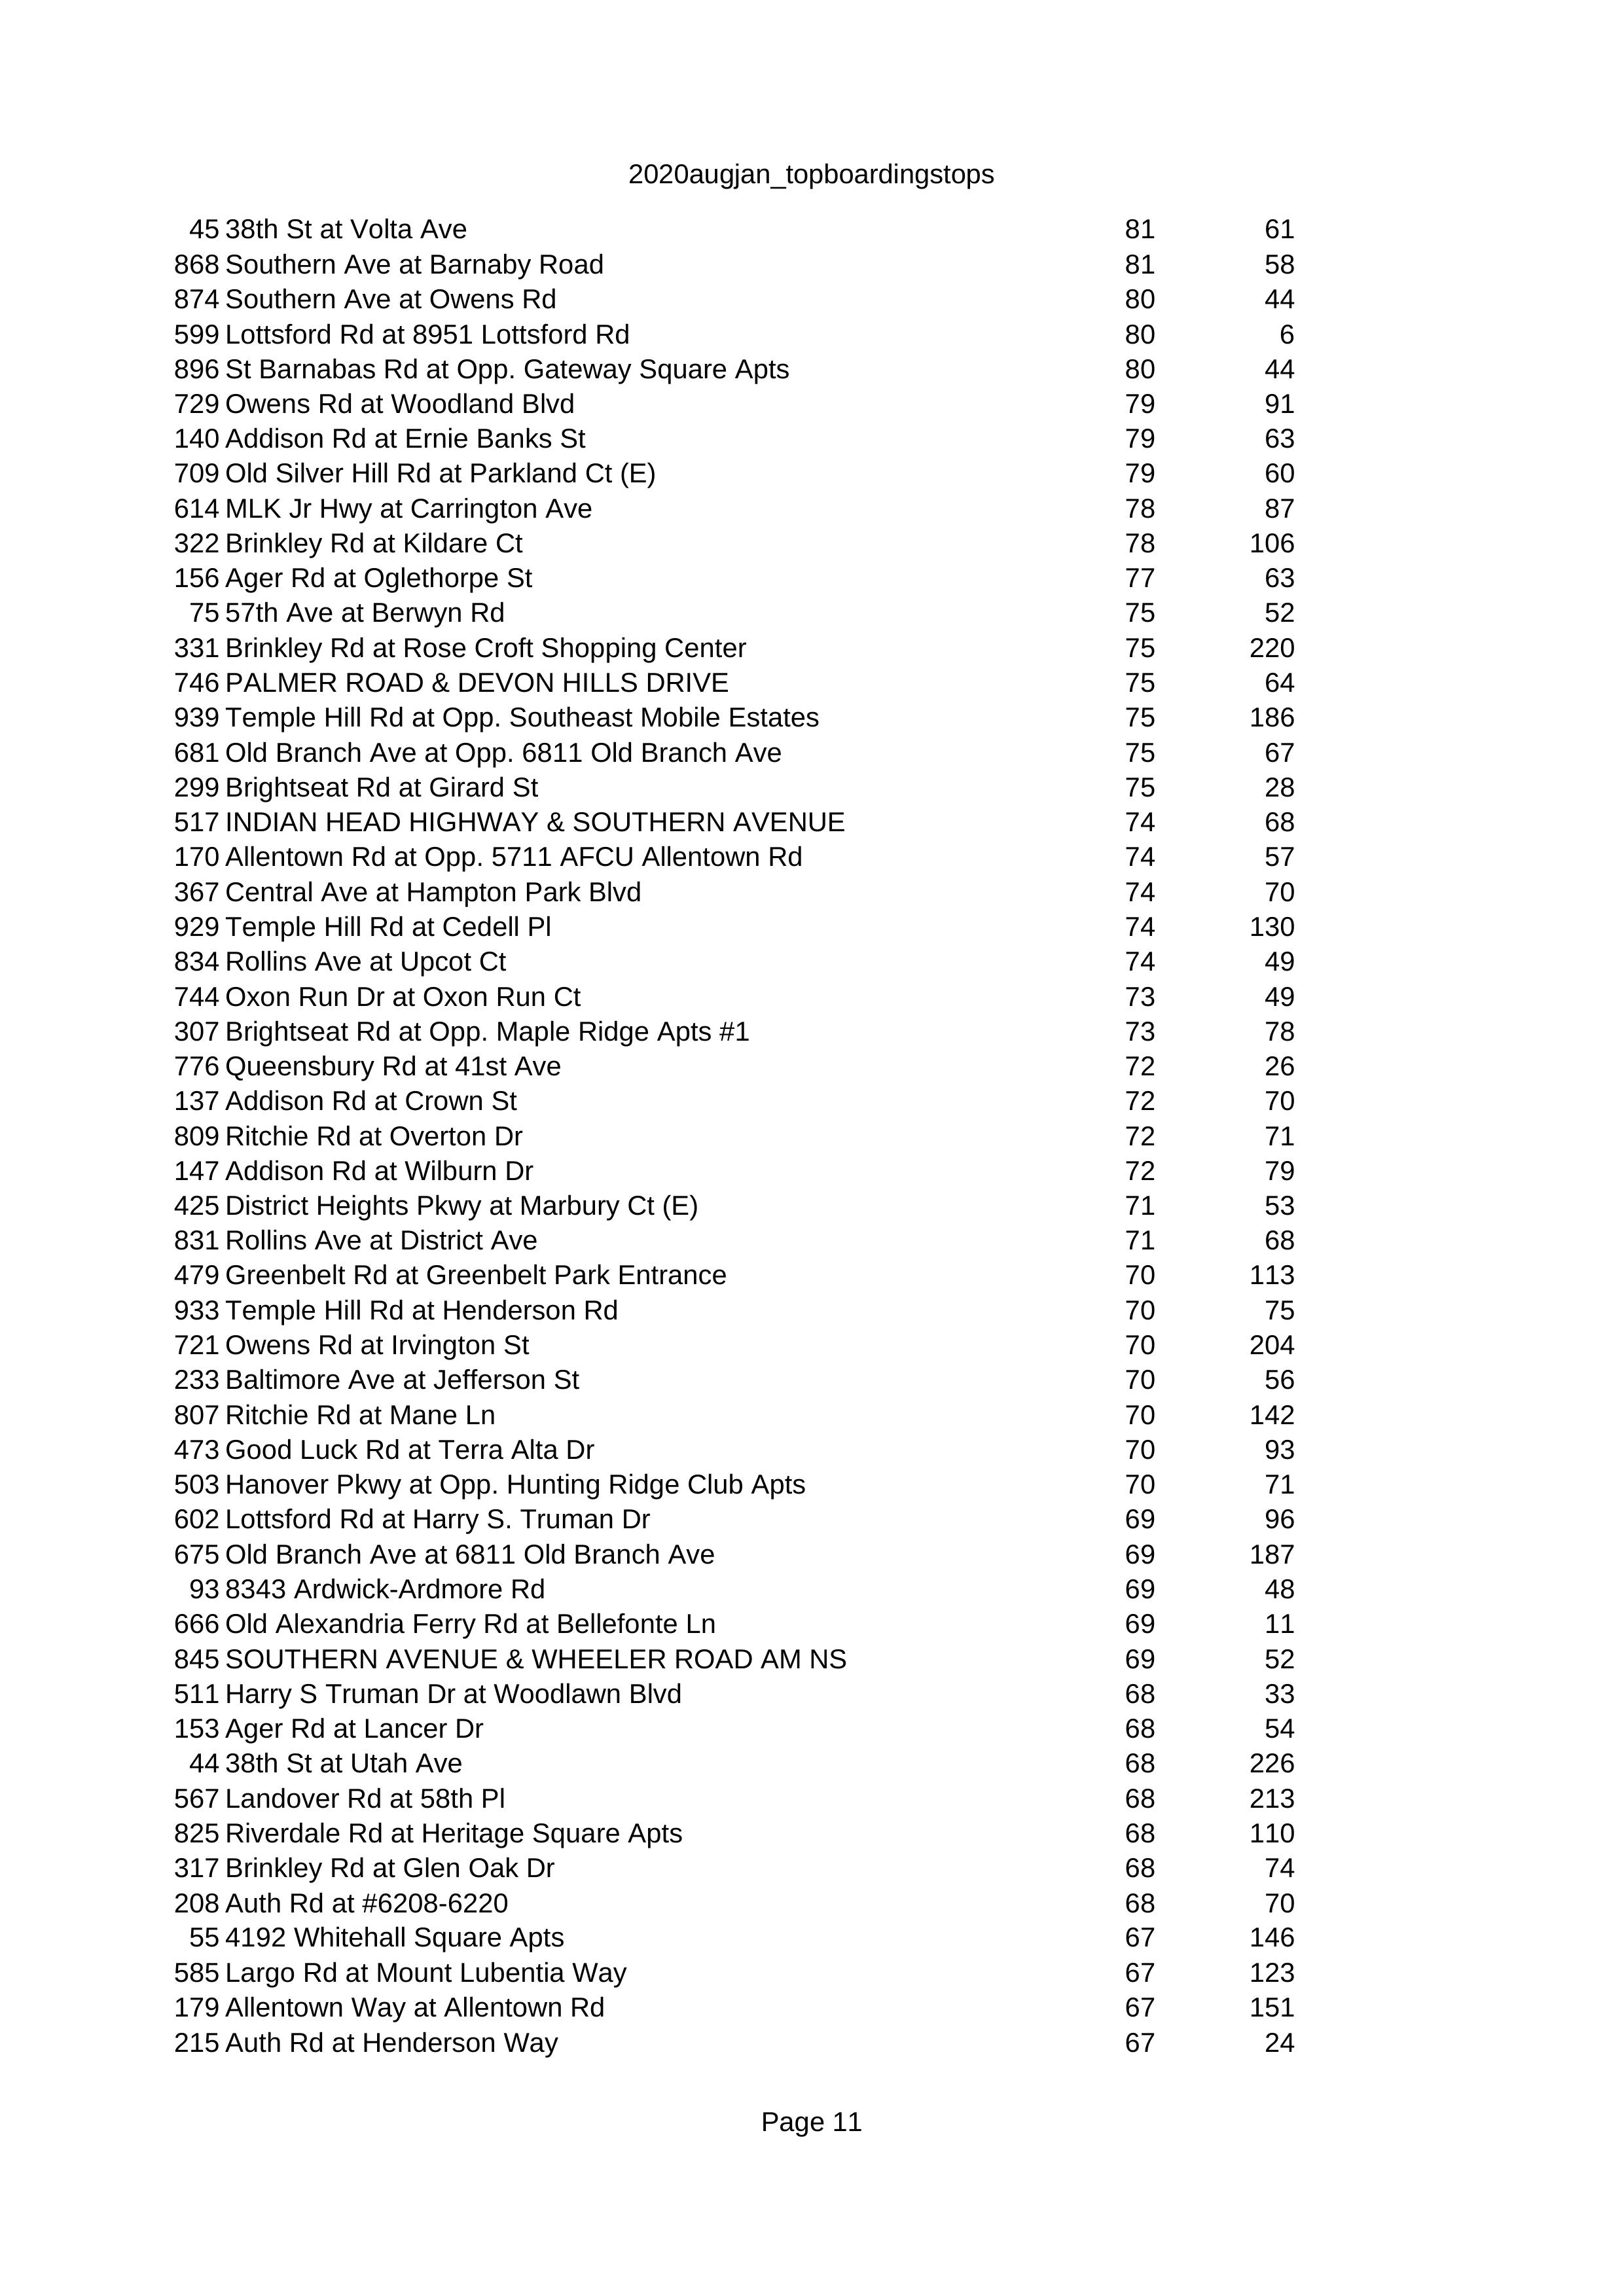 2020augjan_topboardingstops
45 38th St at Volta Ave 81 61
868 Southern Ave at Barnaby Road 81 58
874 Southern Ave at Owens Rd 80 44
599 Lottsford Rd at 8951 Lottsford Rd 80 6
896 St Barnabas Rd at Opp. Gateway Square Apts 80 44
729 Owens Rd at Woodland Blvd 79 91
140 Addison Rd at Ernie Banks St 79 63
709 Old Silver Hill Rd at Parkland Ct (E) 79 60
614 MLK Jr Hwy at Carrington Ave 78 87
322 Brinkley Rd at Kildare Ct 78 106
156 Ager Rd at Oglethorpe St 77 63
75 57th Ave at Berwyn Rd 75 52
331 Brinkley Rd at Rose Croft Shopping Center 75 220
746 PALMER ROAD & DEVON HILLS DRIVE 75 64
939 Temple Hill Rd at Opp. Southeast Mobile Estates 75 186
681 Old Branch Ave at Opp. 6811 Old Branch Ave 75 67
299 Brightseat Rd at Girard St 75 28
517 INDIAN HEAD HIGHWAY & SOUTHERN AVENUE 74 68
170 Allentown Rd at Opp. 5711 AFCU Allentown Rd 74 57
367 Central Ave at Hampton Park Blvd 74 70
929 Temple Hill Rd at Cedell Pl 74 130
834 Rollins Ave at Upcot Ct 74 49
744 Oxon Run Dr at Oxon Run Ct 73 49
307 Brightseat Rd at Opp. Maple Ridge Apts #1 73 78
776 Queensbury Rd at 41st Ave 72 26
137 Addison Rd at Crown St 72 70
809 Ritchie Rd at Overton Dr 72 71
147 Addison Rd at Wilburn Dr 72 79
425 District Heights Pkwy at Marbury Ct (E) 71 53
831 Rollins Ave at District Ave 71 68
479 Greenbelt Rd at Greenbelt Park Entrance 70 113
933 Temple Hill Rd at Henderson Rd 70 75
721 Owens Rd at Irvington St 70 204
233 Baltimore Ave at Jefferson St 70 56
807 Ritchie Rd at Mane Ln 70 142
473 Good Luck Rd at Terra Alta Dr 70 93
503 Hanover Pkwy at Opp. Hunting Ridge Club Apts 70 71
602 Lottsford Rd at Harry S. Truman Dr 69 96
675 Old Branch Ave at 6811 Old Branch Ave 69 187
93 8343 Ardwick-Ardmore Rd 69 48
666 Old Alexandria Ferry Rd at Bellefonte Ln 69 11
845 SOUTHERN AVENUE & WHEELER ROAD AM NS 69 52
511 Harry S Truman Dr at Woodlawn Blvd 68 33
153 Ager Rd at Lancer Dr 68 54
44 38th St at Utah Ave 68 226
567 Landover Rd at 58th Pl 68 213
825 Riverdale Rd at Heritage Square Apts 68 110
317 Brinkley Rd at Glen Oak Dr 68 74
208 Auth Rd at #6208-6220 68 70
55 4192 Whitehall Square Apts 67 146
585 Largo Rd at Mount Lubentia Way 67 123
179 Allentown Way at Allentown Rd 67 151
215 Auth Rd at Henderson Way 67 24
Page 11